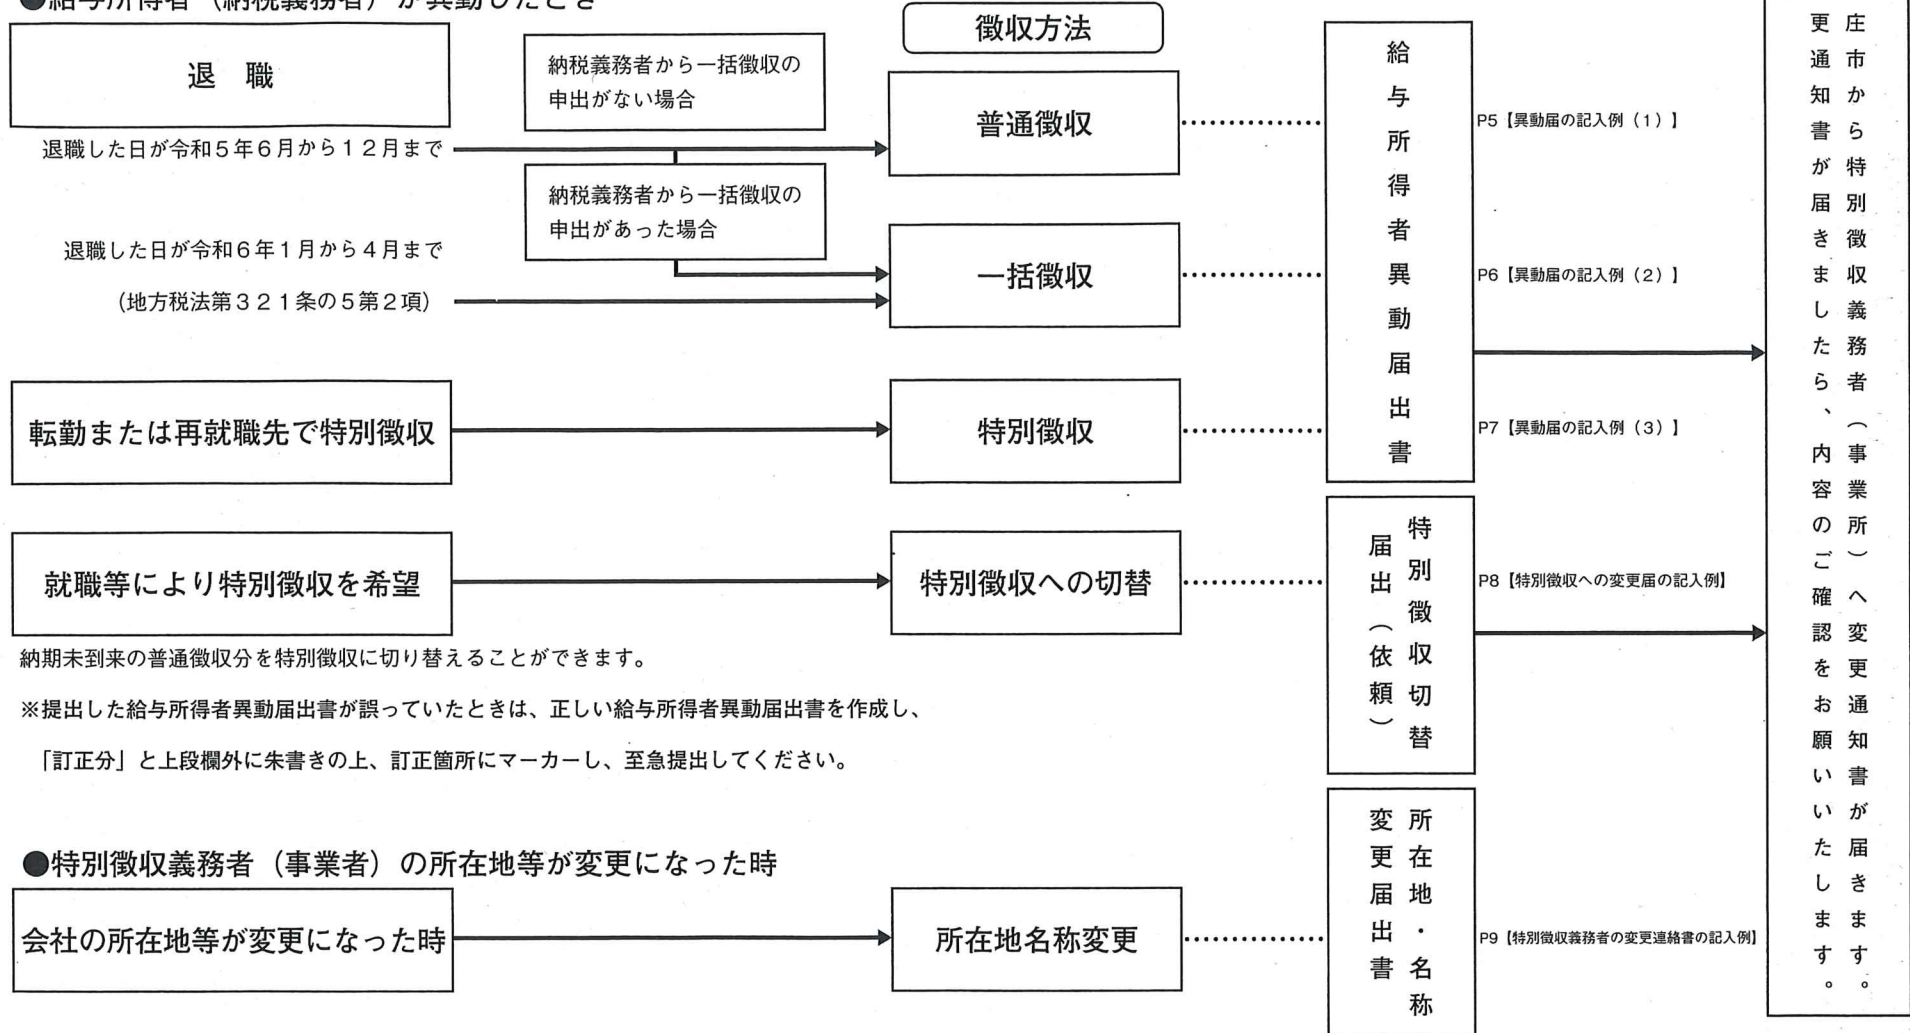 ●給与所得者（納税義務者）が異動したとき
徴収方法
退　職
納税義務者から一括徴収の
申出がない場合
普通徴収
P5【異動届の記入例（1）】
退職した日が令和5年6月から12月まで
納税義務者から一括徴収の
申出があった場合
退職した日が令和6年1月から4月まで
（地方税法第321条の5第2項）
一括徴収
P6【異動届の記入例（2）】
転勤または再就職先で特別徴収
特別徴収
P7【異動届の記入例（3）】
給与所得者異動届出書
就職等により特別徴収を希望
特別徴収への切替
P8【特別徴収への変更届の記入例】
特別徴収切替
届出（依頼）
納期未到来の普通徴収分を特別徴収に切り替えることができます。
※提出した給与所得者異動届出書が誤っていたときは、正しい給与所得者異動届出書を作成し、
「訂正分」と上段欄外に朱書きの上、訂正箇所にマーカーし、至急提出してください。
●特別徴収義務者（事業者）の所在地等が変更になった時
会社の所在地等が変更になった時
所在地名称変更
所在地・名称
変更届出書
P9【特別徴収義務者の変更連絡書の記入例】
庄市から特別徴収義務者（事業所）へ変更通知書が届きます。
更通知書が届きましたら、内容のご確認をお願いいたします。